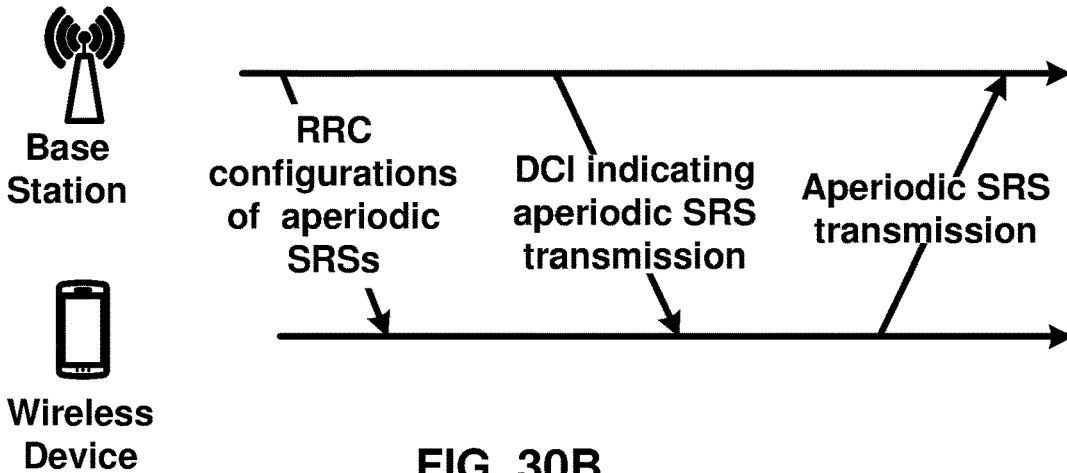 Base
Station
RRC
configurations
of aperiodic
SRSs
DCI indicating
aperiodic SRS
transmission
Aperiodic SRS
transmission
Wireless
Device
FIG. 30B